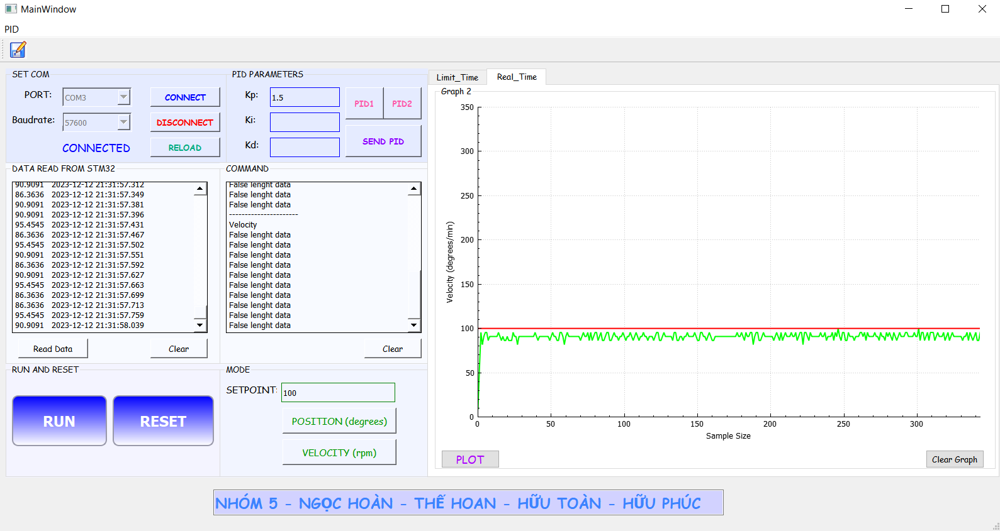 MainWindow
PID
SET COM
PORT:
COM3
CONNECT
Baudrate:
57600
DISCONNECT
CONNECTED
RELOAD
PID PARAMETERS
Kp:
1.5
PID1
PID2
Ki:
Kd:
SEND PID
DATA READ FROM STM32
90.9091 2023-12-12 21:31:57.312
86.3636 2023-12-12 21:31:57.349
90.9091 2023-12-12 21:31:57.381
90.9091 2023-12-12 21:31:57.396
95.4545 2023-12-12 21:31:57.431
86.3636 2023-12-12 21:31:57.467
95.4545 2023-12-12 21:31:57.502
90.9091 2023-12-12 21:31:57.551
86.3636 2023-12-12 21:31:57.592
90.9091 2023-12-12 21:31:57.627
95.4545 2023-12-12 21:31:57.663
86.3636 2023-12-12 21:31:57.699
86.3636 2023-12-12 21:31:57.713
95.4545 2023-12-12 21:31:57.759
90.9091 2023-12-12 21:31:58.039
Read Data
Clear
COMMAND
False lenght data
False lenght data
False lenght data
----------------------
Velocity
False lenght data
False lenght data
False lenght data
False lenght data
False lenght data
False lenght data
False lenght data
False lenght data
False lenght data
False lenght data
Clear
RUN AND RESET
RUN
RESET
MODE
SETPOINT:
100
POSITION (degrees)
VELOCITY (rpm)
Limit_Time
Real_Time
Graph 2
350
300
250
200
150
100
50
0
Velocity (degrees/min)
0 50 100 150 200 250 300
Sample Size
PLOT
Clear Graph
NHÓM 5 - NGỌC HOÀN - THẾ HOAN - HỮU TOÀN - HỮU PHÚC